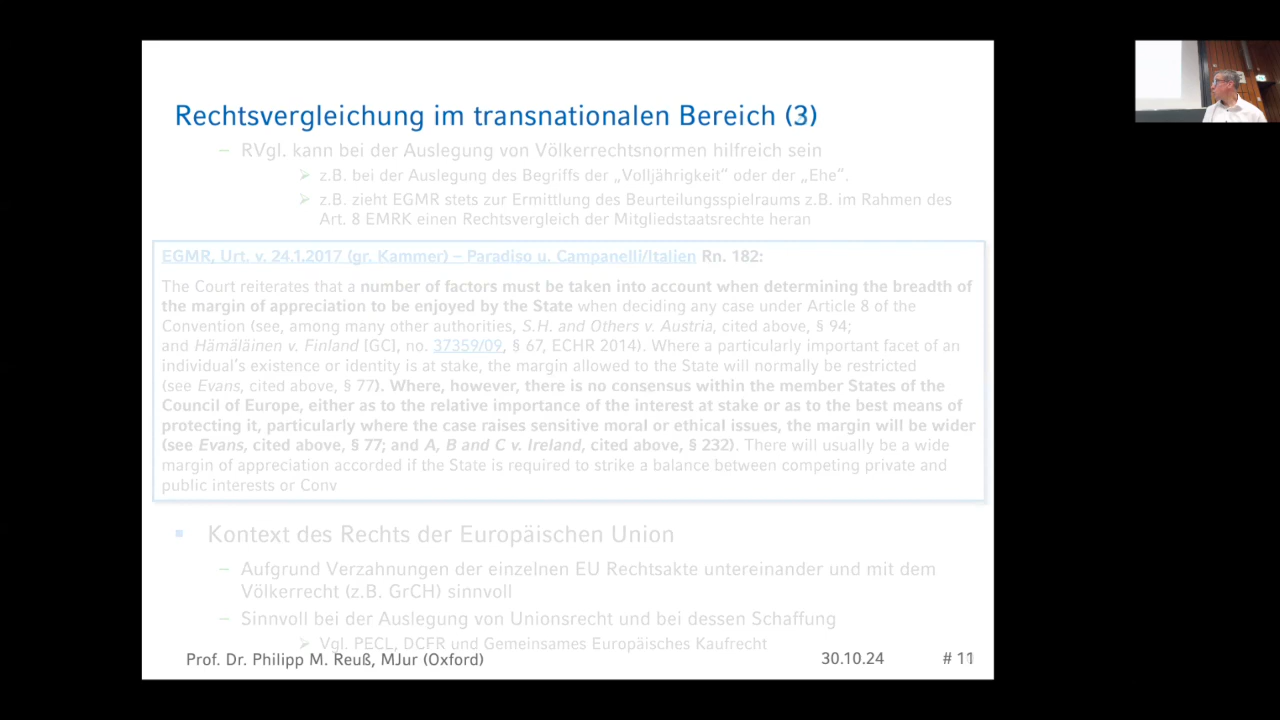 Rechtsvergleichung im transnationalen Bereich (3)
– RVgl. kann bei der Auslegung von Völkerrechtsnormen hilfreich sein
z.B. bei der Auslegung des Begriffs der „Volljährigkeit“ oder der „Ehe“.
z.B. zieht EGMR stets zur Ermittlung des Beurteilungsspielraums z.B. im Rahmen des
Art. 8 EMRK einen Rechtsvergleich der Mitgliedstaatsrechte heran
EGMR, Urt. v. 24.1.2017 (gr. Kammer) – Paradiso u. Campanelli/Italien Rn. 182:
The Court reiterates that a number of factors must be taken into account when determining the breadth of
the margin of appreciation to be enjoyed by the State when deciding any case under Article 8 of the
Convention (see, among many other authorities, S.H. and Others v. Austria, cited above, § 94;
and Hämäläinen v. Finland [GC], no. 37359/09, § 67, ECHR 2014). Where a particularly important facet of an
individual's existence or identity is at stake, the margin allowed to the State will normally be restricted
(see Evans, cited above, § 77). Where, however, there is no consensus within the member States of the
Council of Europe, either as to the relative importance of the interest at stake or as to the best means of
protecting it, particularly where the case raises sensitive moral or ethical issues, the margin will be wider
(see Evans, cited above, § 77; and A, B and C v. Ireland, cited above, § 232). There will usually be a wide
margin of appreciation accorded if the State is required to strike a balance between competing private and
public interests or Conv
Kontext des Rechts der Europäischen Union
– Aufgrund Verzahnungen der einzelnen EU Rechtsakte untereinander und mit dem
Völkerrecht (z.B. GrCH) sinnvoll
– Sinnvoll bei der Auslegung von Unionsrecht und bei dessen Schaffung
Vgl. PECL, DCFR und Gemeinsames Europäisches Kaufrecht
Prof. Dr. Philipp M. Reuß, MJur (Oxford) 30.10.24 # 11